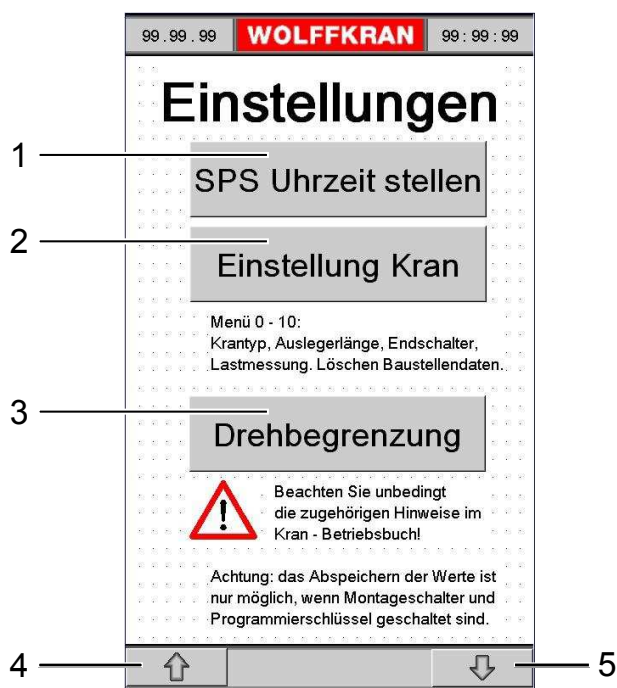 99.99.99 WOLFFKRAN 99:99:99
Einstellungen
1
SPS Uhrzeit stellen
2
Einstellung Kran
Menü 0 - 10:
Krantyp, Auslegerlänge, Endschalter,
Lastmessung. Löschen Baustellendaten.
3
Drehbegrenzung
Beachten Sie unbedingt
die zugehörigen Hinweise im
Kran - Betriebsbuch!
Achtung: das Abspeichern der Werte ist
nur möglich, wenn Montageschalter und
Programmierschlüssel geschaltet sind.
4
5